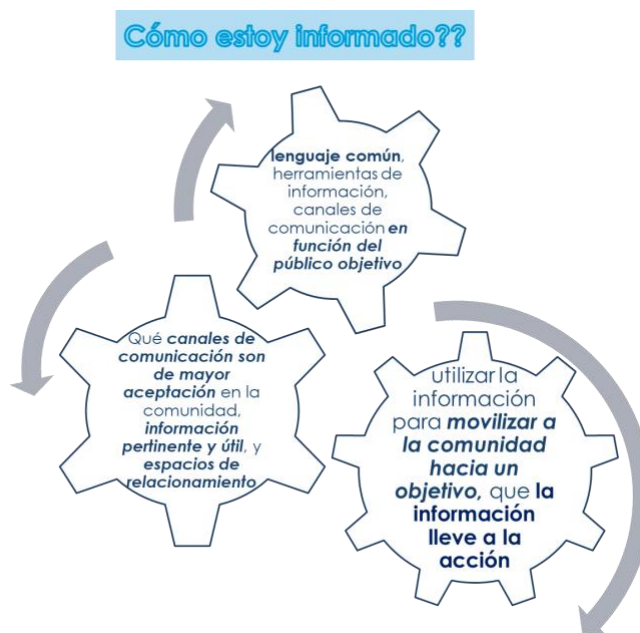 Cómo estoy informado??
lenguaje común,
herramientas de
información,
canales de
comunicación en
función del
público objetivo
Qué canales de
comunicación son
de mayor
aceptación en la
comunidad,
información
pertinente y útil, y
espacios de
relacionamiento
utilizar la
información
para movilizar a
la comunidad
hacia un
objetivo, que la
información
lleve a la
acción